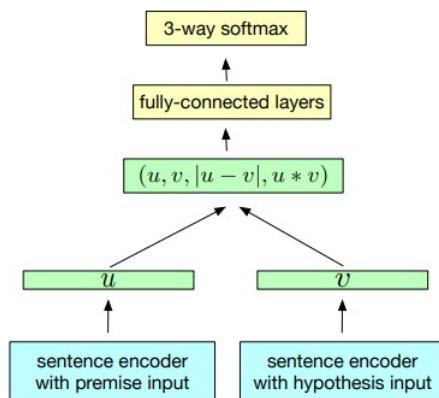 3-way softmax
fully-connected layers
(u, v, |u − v|, u ∗ v)
u
v
sentence encoder
with premise input
sentence encoder
with hypothesis input